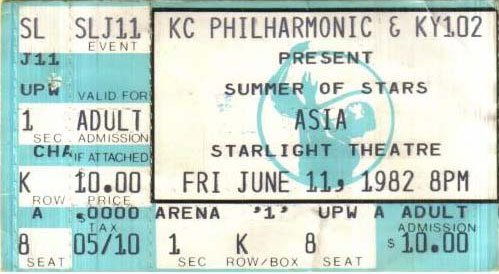 SL SLJ11
EVENT
J11
UPW VALID FOR
1 ADULT
SEC ADMISSION
CHA IF ATTACHED
K 10.00
ROW PRICE
A .0000
TAX
8 05/10
SEAT
KC PHILHARMONIC & KY102
PRESENT
SUMMER OF STARS
ASIA
STARLIGHT THEATRE
FRI JUNE 11, 1982 8PM
ARENA '1' UPW A ADULT
ADMISSION
1 K 8 $10.00
SEC ROW/BOX SEAT